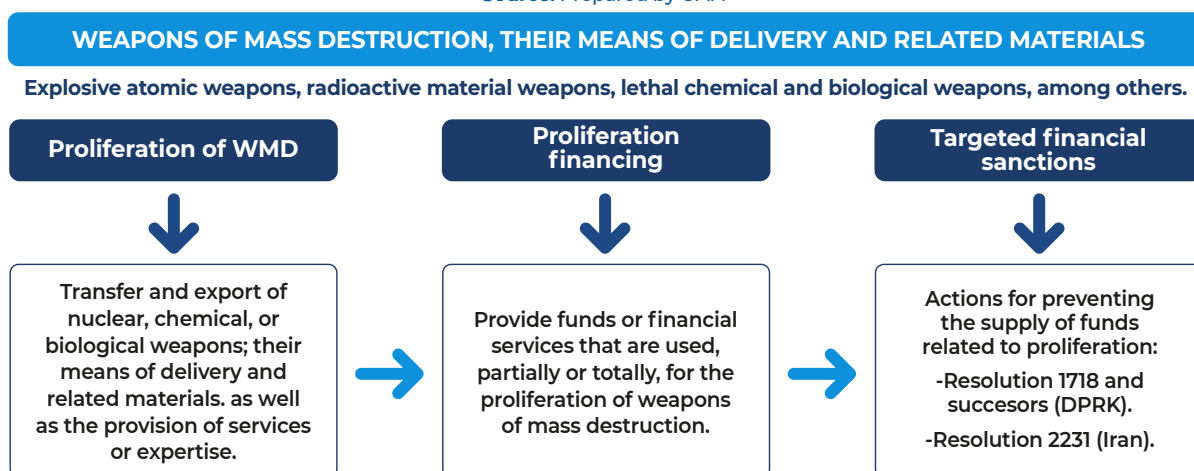 WEAPONS OF MASS DESTRUCTION, THEIR MEANS OF DELIVERY AND RELATED MATERIALS
Explosive atomic weapons, radioactive material weapons, lethal chemical and biological weapons, among others.
Proliferation of WMD
Transfer and export of
nuclear, chemical, or
biological weapons; their
means of delivery and
related materials. as well
as the provision of services
or expertise.
Proliferation
financing
Provide funds or financial
services that are used,
partially or totally, for the
proliferation of weapons
of mass destruction.
Targeted financial
sanctions
Actions for preventing
the supply of funds
related to proliferation:
-Resolution 1718 and
succesors (DPRK).
-Resolution 2231 (Iran).